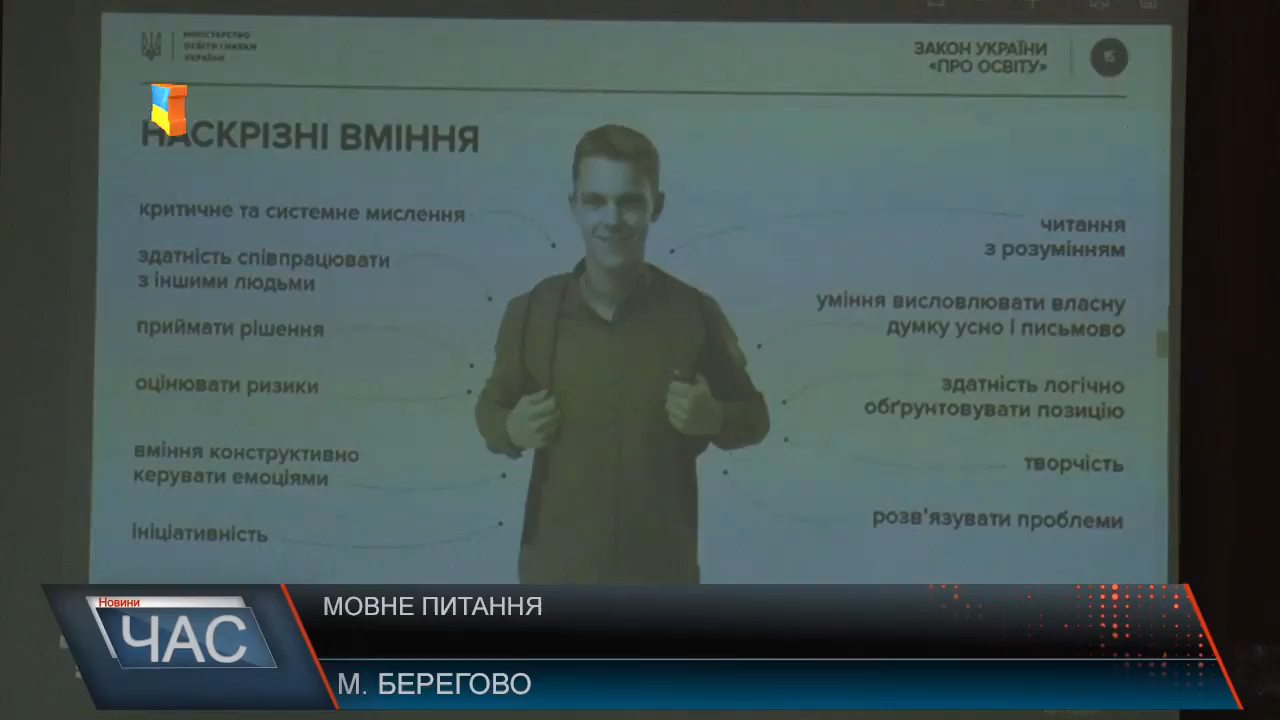 МІНІСТЕРСТВО
ОСВІТИ І НАУКИ
УКРАЇНИ
ЗАКОН УКРАЇНИ
«ПРО ОСВІТУ»
НАСКРІЗНІ ВМІННЯ
критичне та системне мислення
здатність співпрацювати
з іншими людьми
приймати рішення
оцінювати ризики
вміння конструктивно
керувати емоціями
ініціативність
читання
з розумінням
уміння висловлювати власну
думку усно і письмово
здатність логічно
обґрунтовувати позицію
творчість
розв'язувати проблеми
Новини
ЧАС
МОВНЕ ПИТАННЯ
М. БЕРЕГОВО